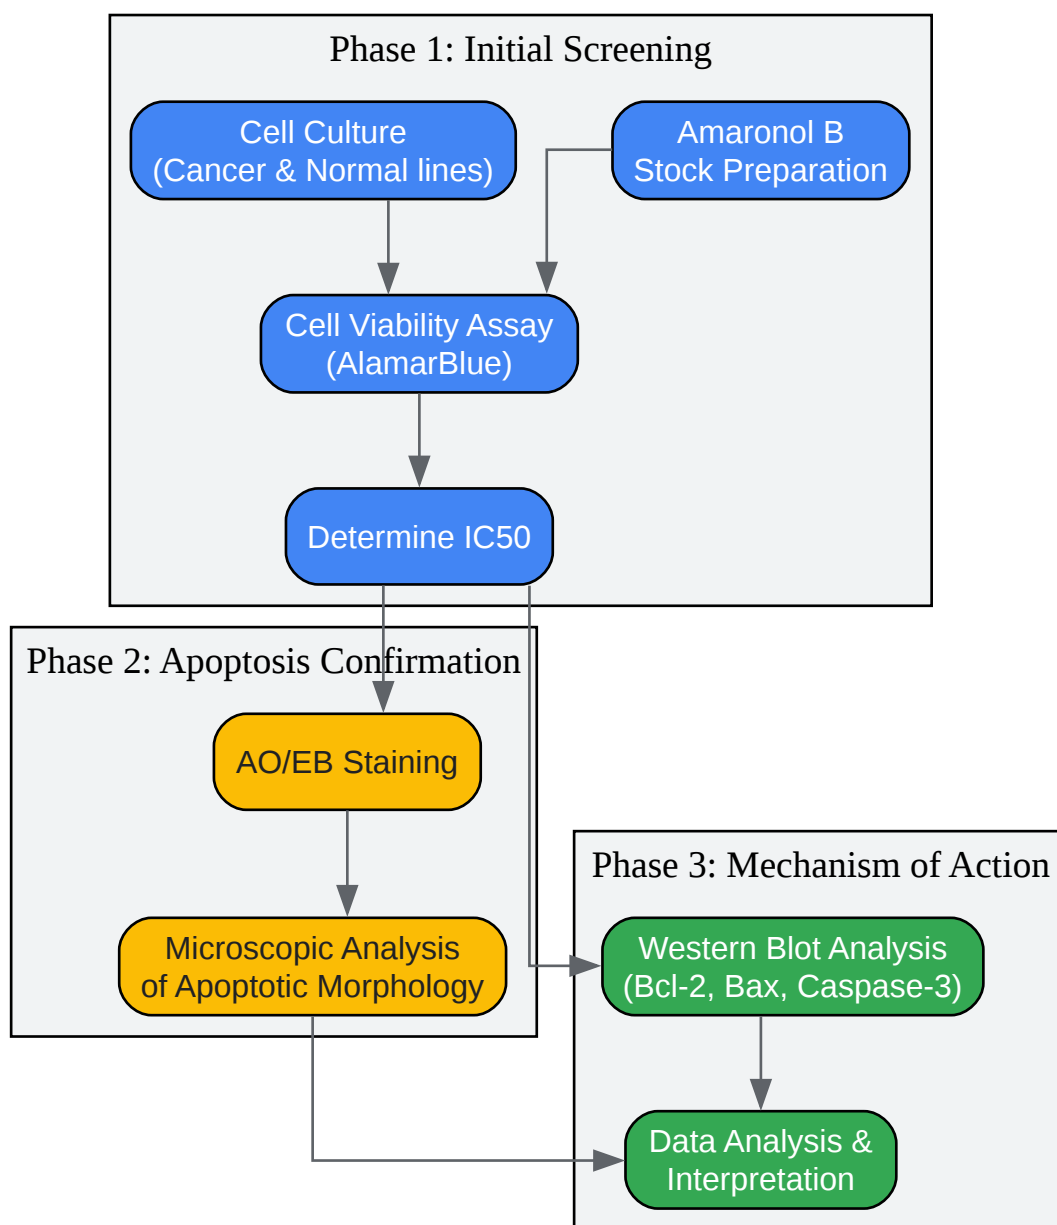 Phase 1: Initial Screening
Cell Culture
(Cancer & Normal lines)
Amaronol B
Stock Preparation
Cell Viability Assay
(AlamarBlue)
Determine IC50
Phase 2: Apoptosis Confirmation
AO/EB Staining
Microscopic Analysis
of Apoptotic Morphology
Phase 3: Mechanism of Action
Western Blot Analysis
(Bcl-2, Bax, Caspase-3)
Data Analysis &
Interpretation